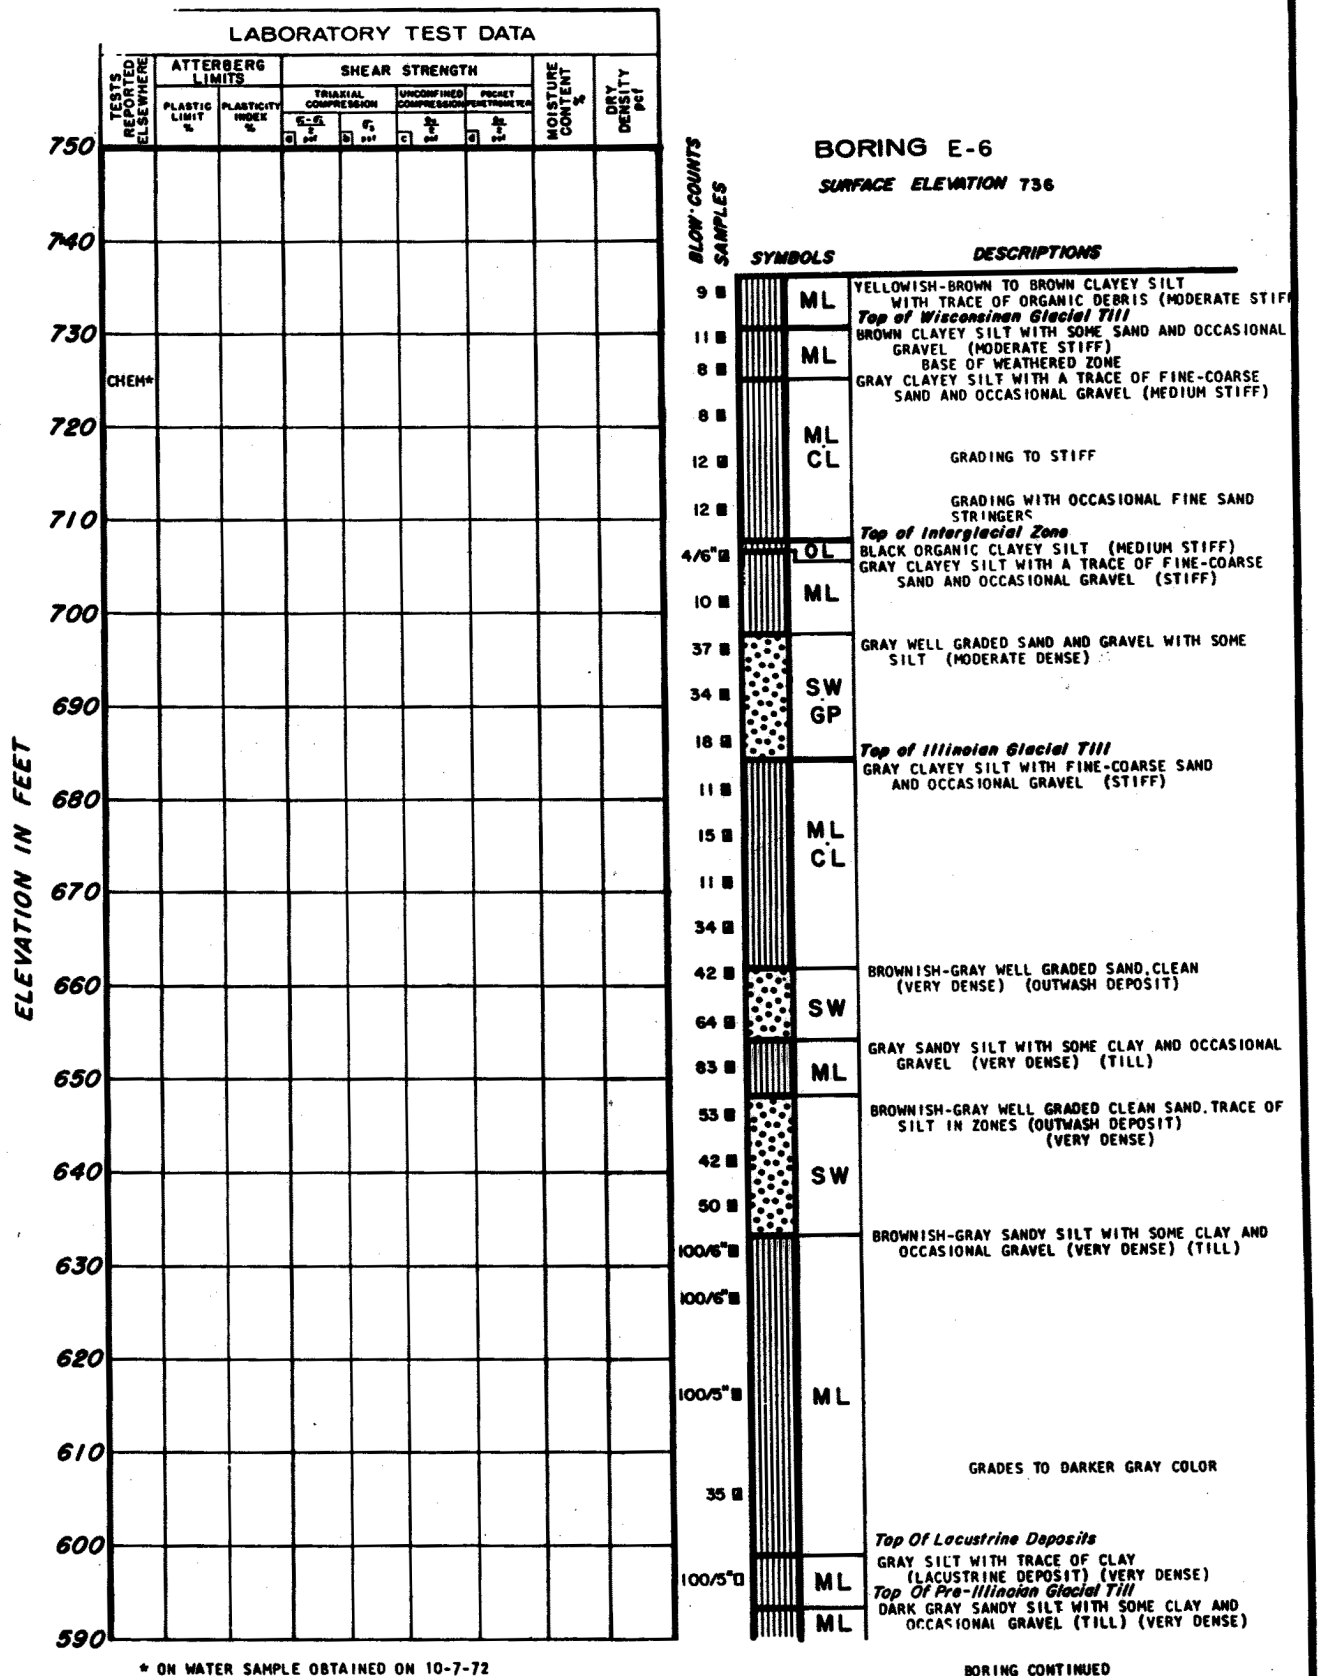 LABORATORY TEST DATA
TESTS REPORTED ELSEWHERE
ATTERBERG LIMITS
SHEAR STRENGTH
MOISTURE CONTENT %
DRY DENSITY pcf
PLASTIC LIMIT %
PLASTICITY INDEX %
TRIAXIAL COMPRESSION
UNCONFINED COMPRESSION
POCKET PENETROMETER
a
b
c
d
ELEVATION IN FEET
750
740
730
720
710
700
690
680
670
660
650
640
630
620
610
600
590
CHEM*
* ON WATER SAMPLE OBTAINED ON 10-7-72
BORING E-6
SURFACE ELEVATION 736
BLOW COUNTS
SAMPLES
SYMBOLS
DESCRIPTIONS
9
ML
YELLOWISH-BROWN TO BROWN CLAYEY SILT
WITH TRACE OF ORGANIC DEBRIS (MODERATE STIFF
Top of Wisconsinan Glacial Till
11
ML
BROWN CLAYEY SILT WITH SOME SAND AND OCCASIONAL
GRAVEL (MODERATE STIFF)
8
BASE OF WEATHERED ZONE
GRAY CLAYEY SILT WITH A TRACE OF FINE-COARSE
SAND AND OCCASIONAL GRAVEL (MEDIUM STIFF)
8
ML
CL
12
GRADING TO STIFF
12
GRADING WITH OCCASIONAL FINE SAND
STRINGERS
Top of Interglacial Zone
4/6"
OL
BLACK ORGANIC CLAYEY SILT (MEDIUM STIFF)
GRAY CLAYEY SILT WITH A TRACE OF FINE-COARSE
SAND AND OCCASIONAL GRAVEL (STIFF)
10
ML
37
GRAY WELL GRADED SAND AND GRAVEL WITH SOME
SILT (MODERATE DENSE)
34
SW
GP
18
Top of Illinoian Glacial Till
GRAY CLAYEY SILT WITH FINE-COARSE SAND
AND OCCASIONAL GRAVEL (STIFF)
11
15
ML
CL
11
34
42
BROWNISH-GRAY WELL GRADED SAND, CLEAN
(VERY DENSE) (OUTWASH DEPOSIT)
SW
64
GRAY SANDY SILT WITH SOME CLAY AND OCCASIONAL
GRAVEL (VERY DENSE) (TILL)
83
ML
53
BROWNISH-GRAY WELL GRADED CLEAN SAND, TRACE OF
SILT IN ZONES (OUTWASH DEPOSIT)
(VERY DENSE)
42
SW
50
BROWNISH-GRAY SANDY SILT WITH SOME CLAY AND
OCCASIONAL GRAVEL (VERY DENSE) (TILL)
100/6"
100/6"
100/5"
ML
GRADES TO DARKER GRAY COLOR
35
Top Of Lacustrine Deposits
GRAY SILT WITH TRACE OF CLAY
(LACUSTRINE DEPOSIT) (VERY DENSE)
100/5"
ML
Top Of Pre-Illinoian Glacial Till
DARK GRAY SANDY SILT WITH SOME CLAY AND
OCCASIONAL GRAVEL (TILL) (VERY DENSE)
ML
BORING CONTINUED